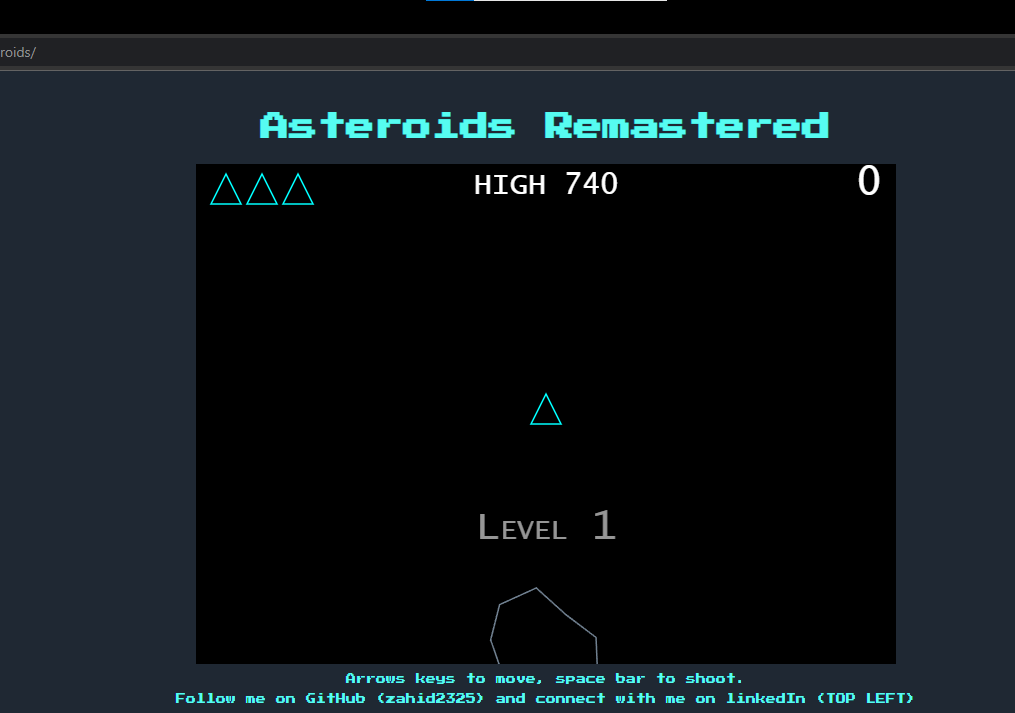 roids/
Asteroids Remastered
HIGH 740
0
Level 1
Arrows keys to move, space bar to shoot.
Follow me on GitHub (zahid2325) and connect with me on linkedIn (TOP LEFT)